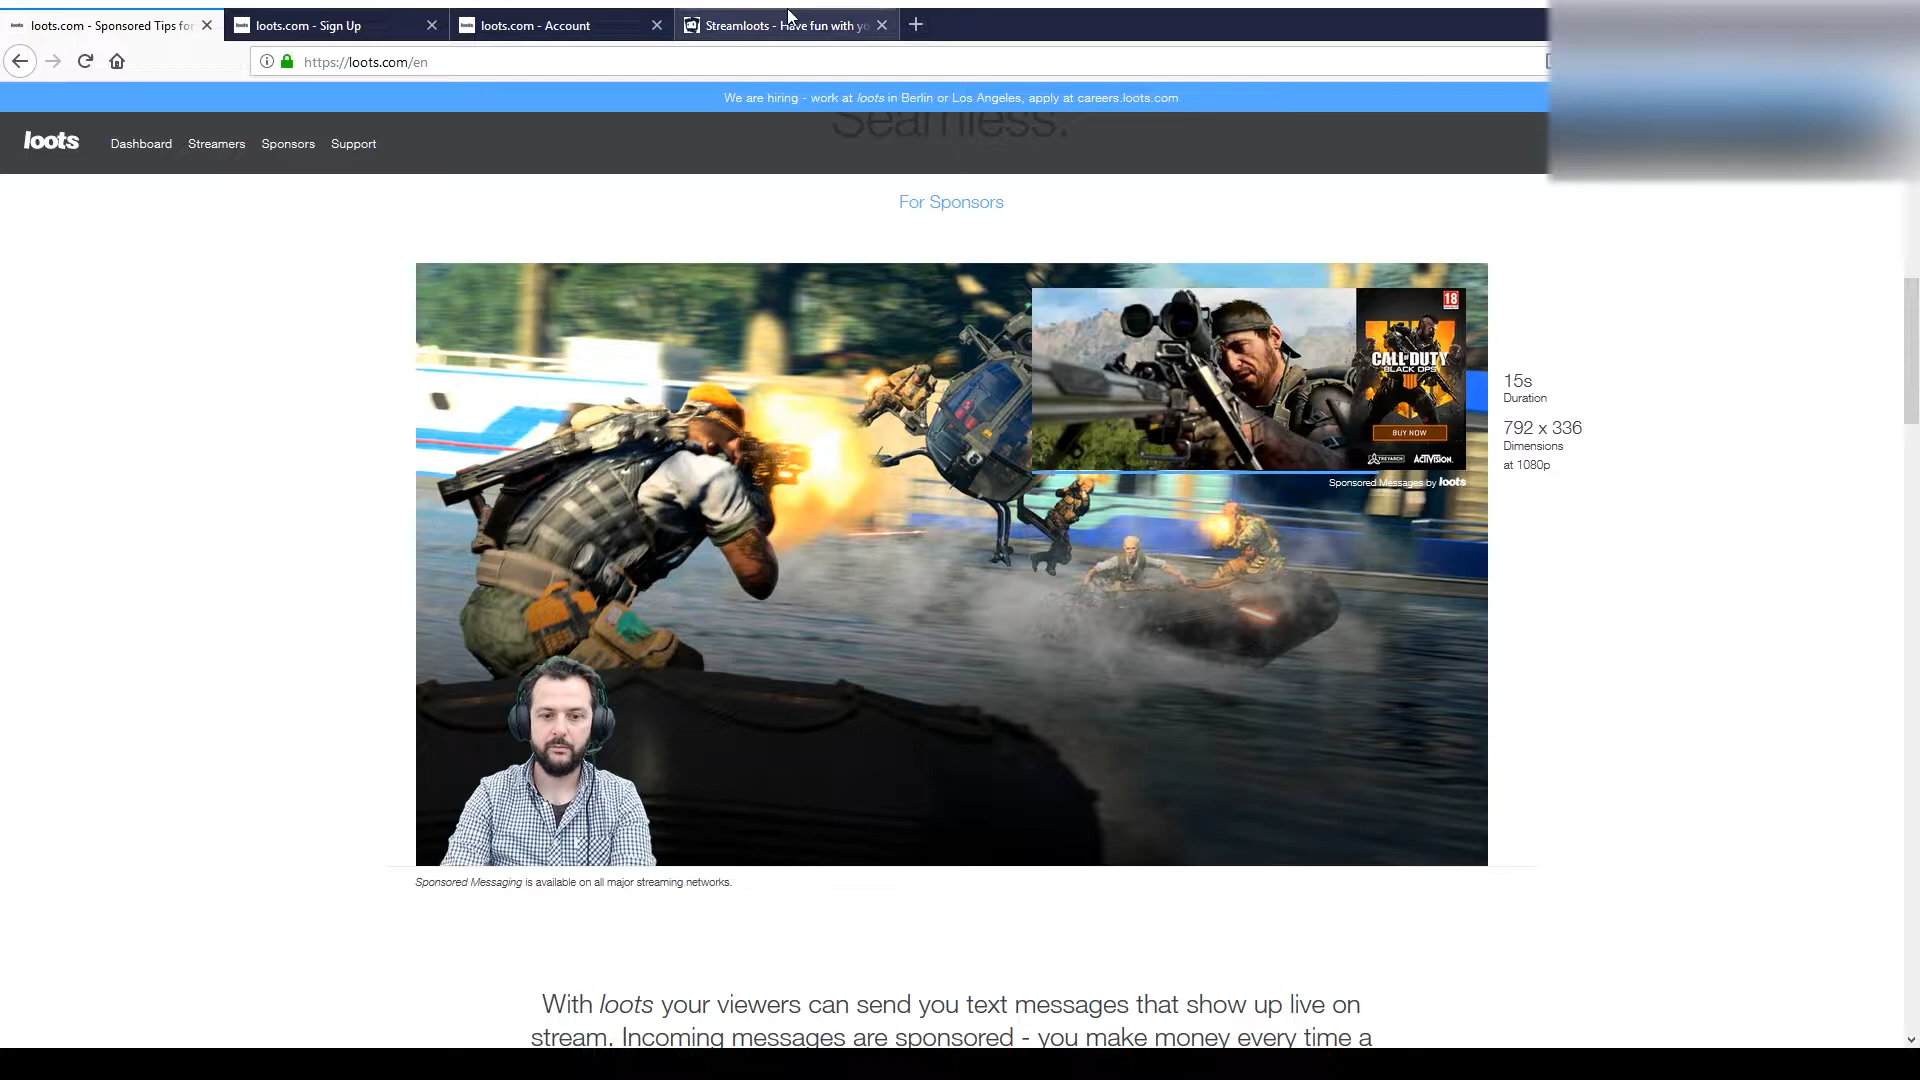 loots.com - Sponsored Tips for
loots.com - Sign Up
loots.com - Account
Streamloots - Have fun with yo
https://loots.com/en
We are hiring - work at loots in Berlin or Los Angeles, apply at careers.loots.com
Seamless.
loots
Dashboard
Streamers
Sponsors
Support
For Sponsors
18
CALL OF DUTY
BLACK OPS
BUY NOW
TREYARCH
ACTIVISION.
Sponsored Messages by loots
15s
Duration
792 x 336
Dimensions
at 1080p
Sponsored Messaging is available on all major streaming networks.
With loots your viewers can send you text messages that show up live on
stream. Incoming messages are sponsored - you make money every time a